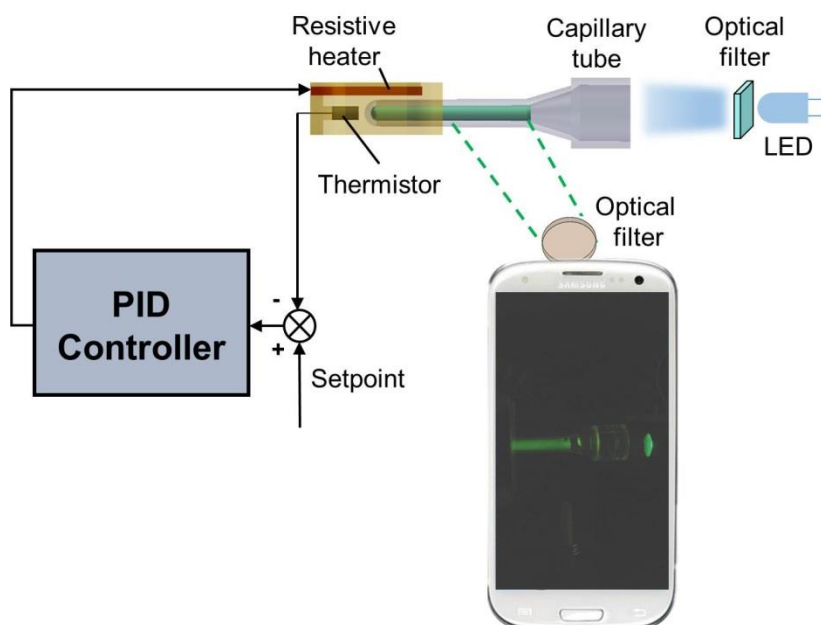 Resistive
heater
Capillary
tube
Optical
filter
LED
Thermistor
Optical
filter
SAMSUNG
PID
Controller
-
+
Setpoint